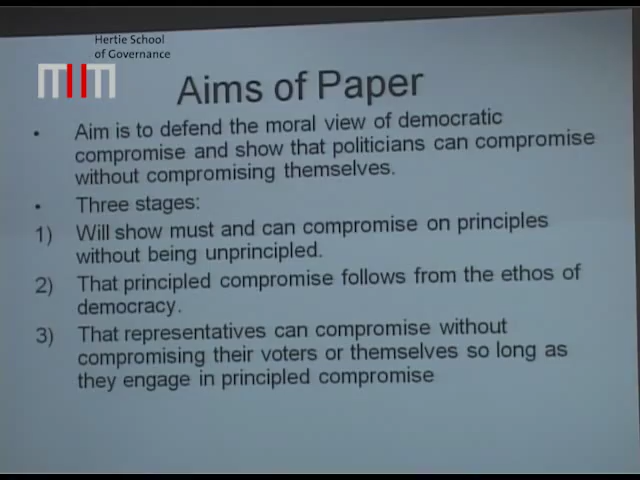 Hertie School
of Governance
Aims of Paper
• Aim is to defend the moral view of democratic
compromise and show that politicians can compromise
without compromising themselves.
• Three stages:
1) Will show must and can compromise on principles
without being unprincipled.
2) That principled compromise follows from the ethos of
democracy.
3) That representatives can compromise without
compromising their voters or themselves so long as
they engage in principled compromise